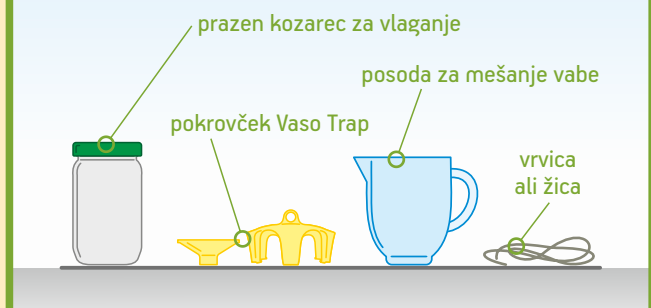 prazen kozarec za vlaganje
posoda za mešanje vabe
pokrovček Vaso Trap
vrvica
ali žica